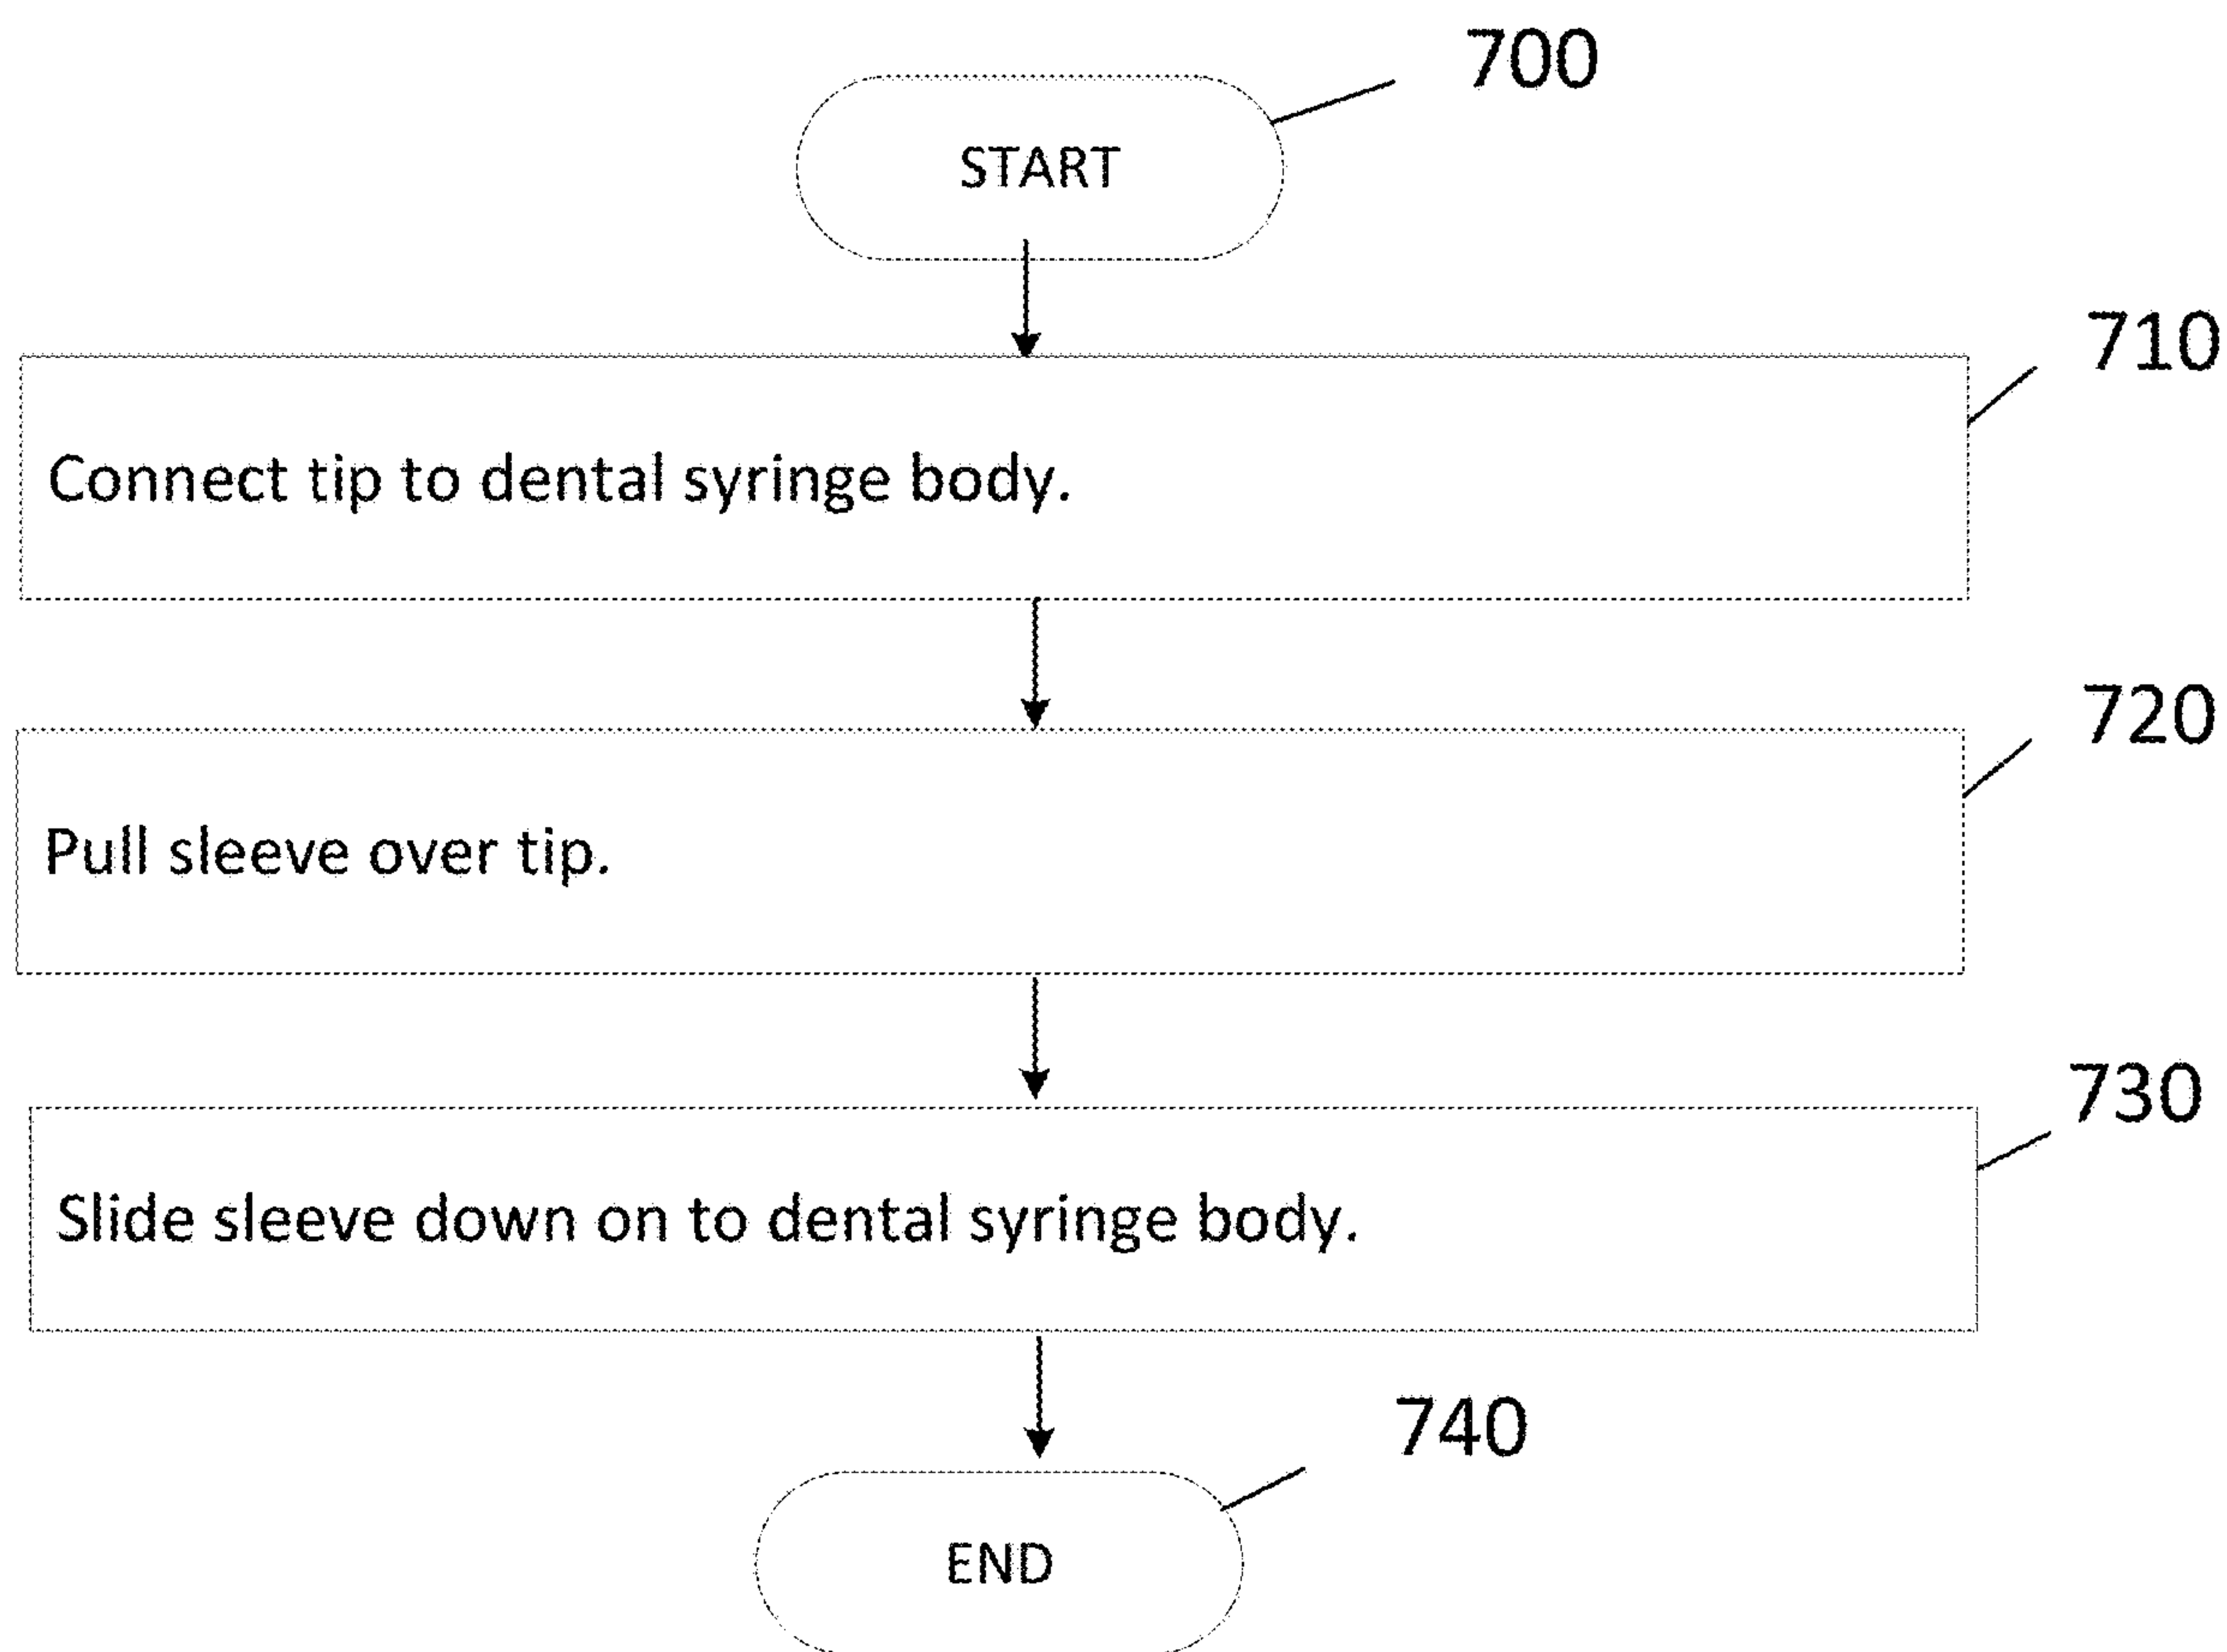 700
START
710
Connect tip to dental syringe body.
720
Pull sleeve over tip.
730
Slide sleeve down on to dental syringe body.
740
END